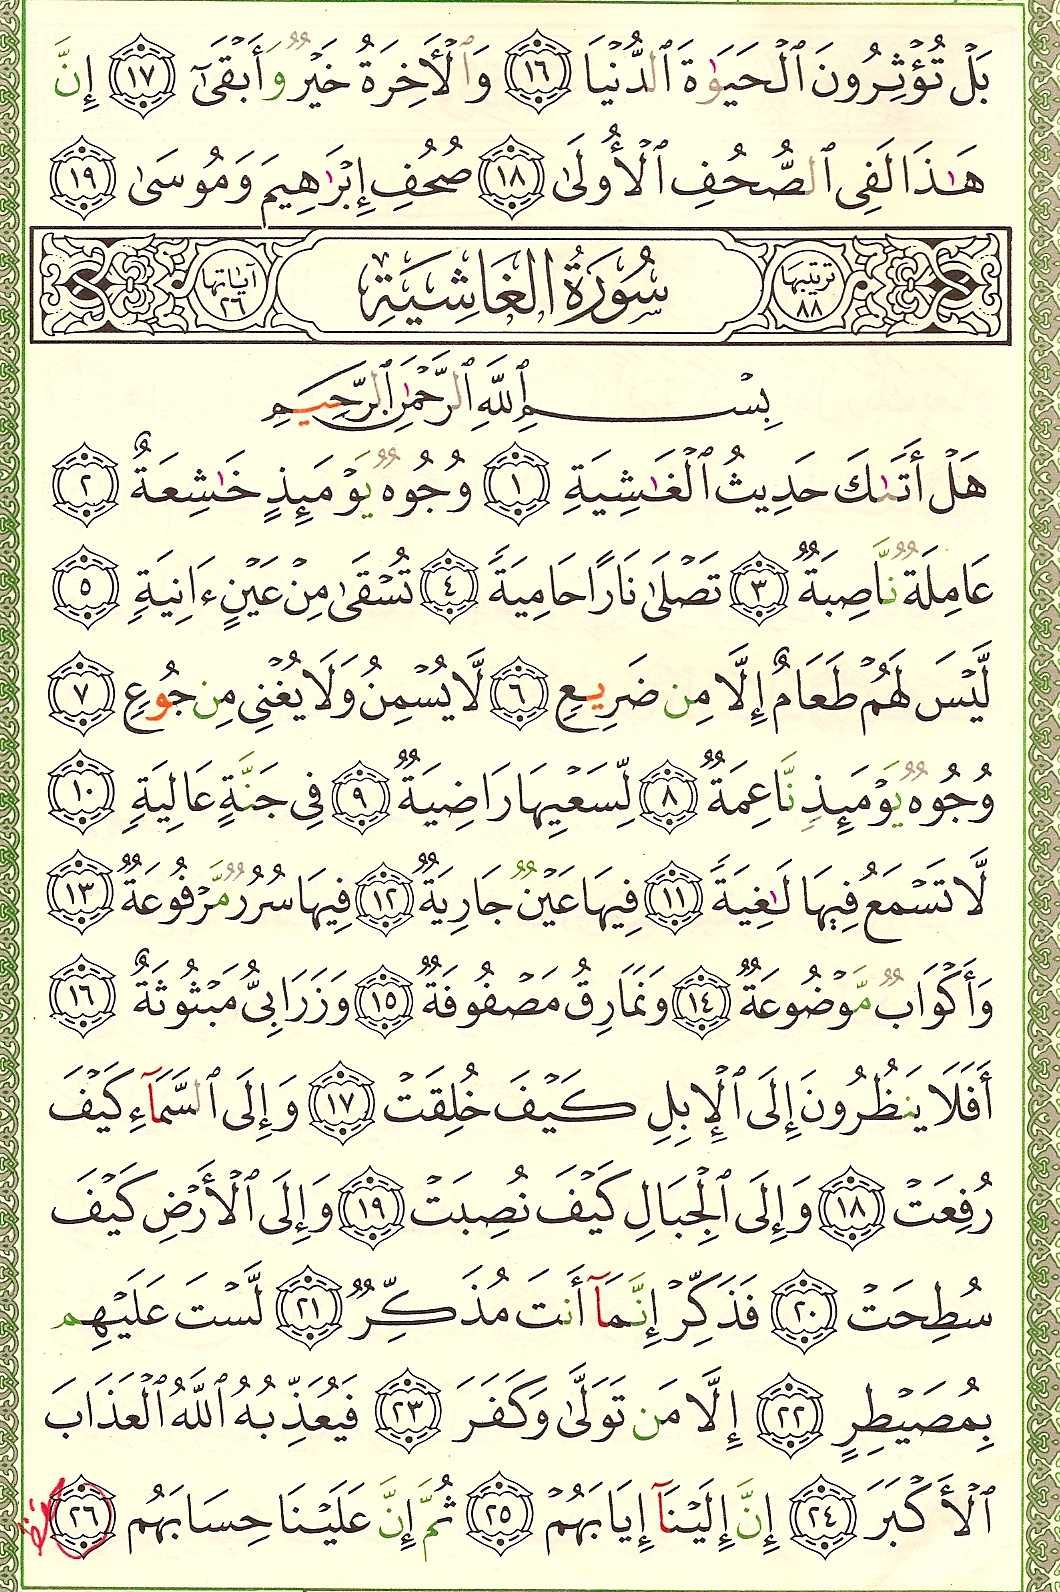 بَلْ تُؤْثِرُونَ ٱلْحَيَوٰةَ ٱلدُّنْيَا ١٦ وَٱلْأَخِرَةُ خَيْرٌ وَأَبْقَىٰٓ ١٧ إِنَّ
هَـٰذَا لَفِى ٱلصُّحُفِ ٱلْأُولَىٰ ١٨ صُحُفِ إِبْرَٰهِيمَ وَمُوسَىٰ ١٩
ترتيبها ٨٨ سُورَةُ الْغَاشِيَةِ آياتها ٢٦
بِسْمِ ٱللَّهِ ٱلرَّحْمَـٰنِ ٱلرَّحِيمِ
هَلْ أَتَىٰكَ حَدِيثُ ٱلْغَـٰشِيَةِ ١ وُجُوهٌ يَوْمَئِذٍ خَـٰشِعَةٌ ٢
عَامِلَةٌ نَّاصِبَةٌ ٣ تَصْلَىٰ نَارًا حَامِيَةً ٤ تُسْقَىٰ مِنْ عَيْنٍ ءَانِيَةٍ ٥
لَّيْسَ لَهُمْ طَعَامٌ إِلَّا مِن ضَرِيعٍ ٦ لَّا يُسْمِنُ وَلَا يُغْنِى مِن جُوعٍ ٧
وُجُوهٌ يَوْمَئِذٍ نَّاعِمَةٌ ٨ لِّسَعْيِهَا رَاضِيَةٌ ٩ فِى جَنَّةٍ عَالِيَةٍ ١٠
لَّا تَسْمَعُ فِيهَا لَـٰغِيَةً ١١ فِيهَا عَيْنٌ جَارِيَةٌ ١٢ فِيهَا سُرُرٌ مَّرْفُوعَةٌ ١٣
وَأَكْوَابٌ مَّوْضُوعَةٌ ١٤ وَنَمَارِقُ مَصْفُوفَةٌ ١٥ وَزَرَابِىُّ مَبْثُوثَةٌ ١٦
أَفَلَا يَنظُرُونَ إِلَى ٱلْإِبِلِ كَيْفَ خُلِقَتْ ١٧ وَإِلَى ٱلسَّمَآءِ كَيْفَ
رُفِعَتْ ١٨ وَإِلَى ٱلْجِبَالِ كَيْفَ نُصِبَتْ ١٩ وَإِلَى ٱلْأَرْضِ كَيْفَ
سُطِحَتْ ٢٠ فَذَكِّرْ إِنَّمَآ أَنتَ مُذَكِّرٌ ٢١ لَّسْتَ عَلَيْهِم
بِمُصَيْطِرٍ ٢٢ إِلَّا مَن تَوَلَّىٰ وَكَفَرَ ٢٣ فَيُعَذِّبُهُ ٱللَّهُ ٱلْعَذَابَ
ٱلْأَكْبَرَ ٢٤ إِنَّ إِلَيْنَآ إِيَابَهُمْ ٢٥ ثُمَّ إِنَّ عَلَيْنَا حِسَابَهُمْ ٢٦